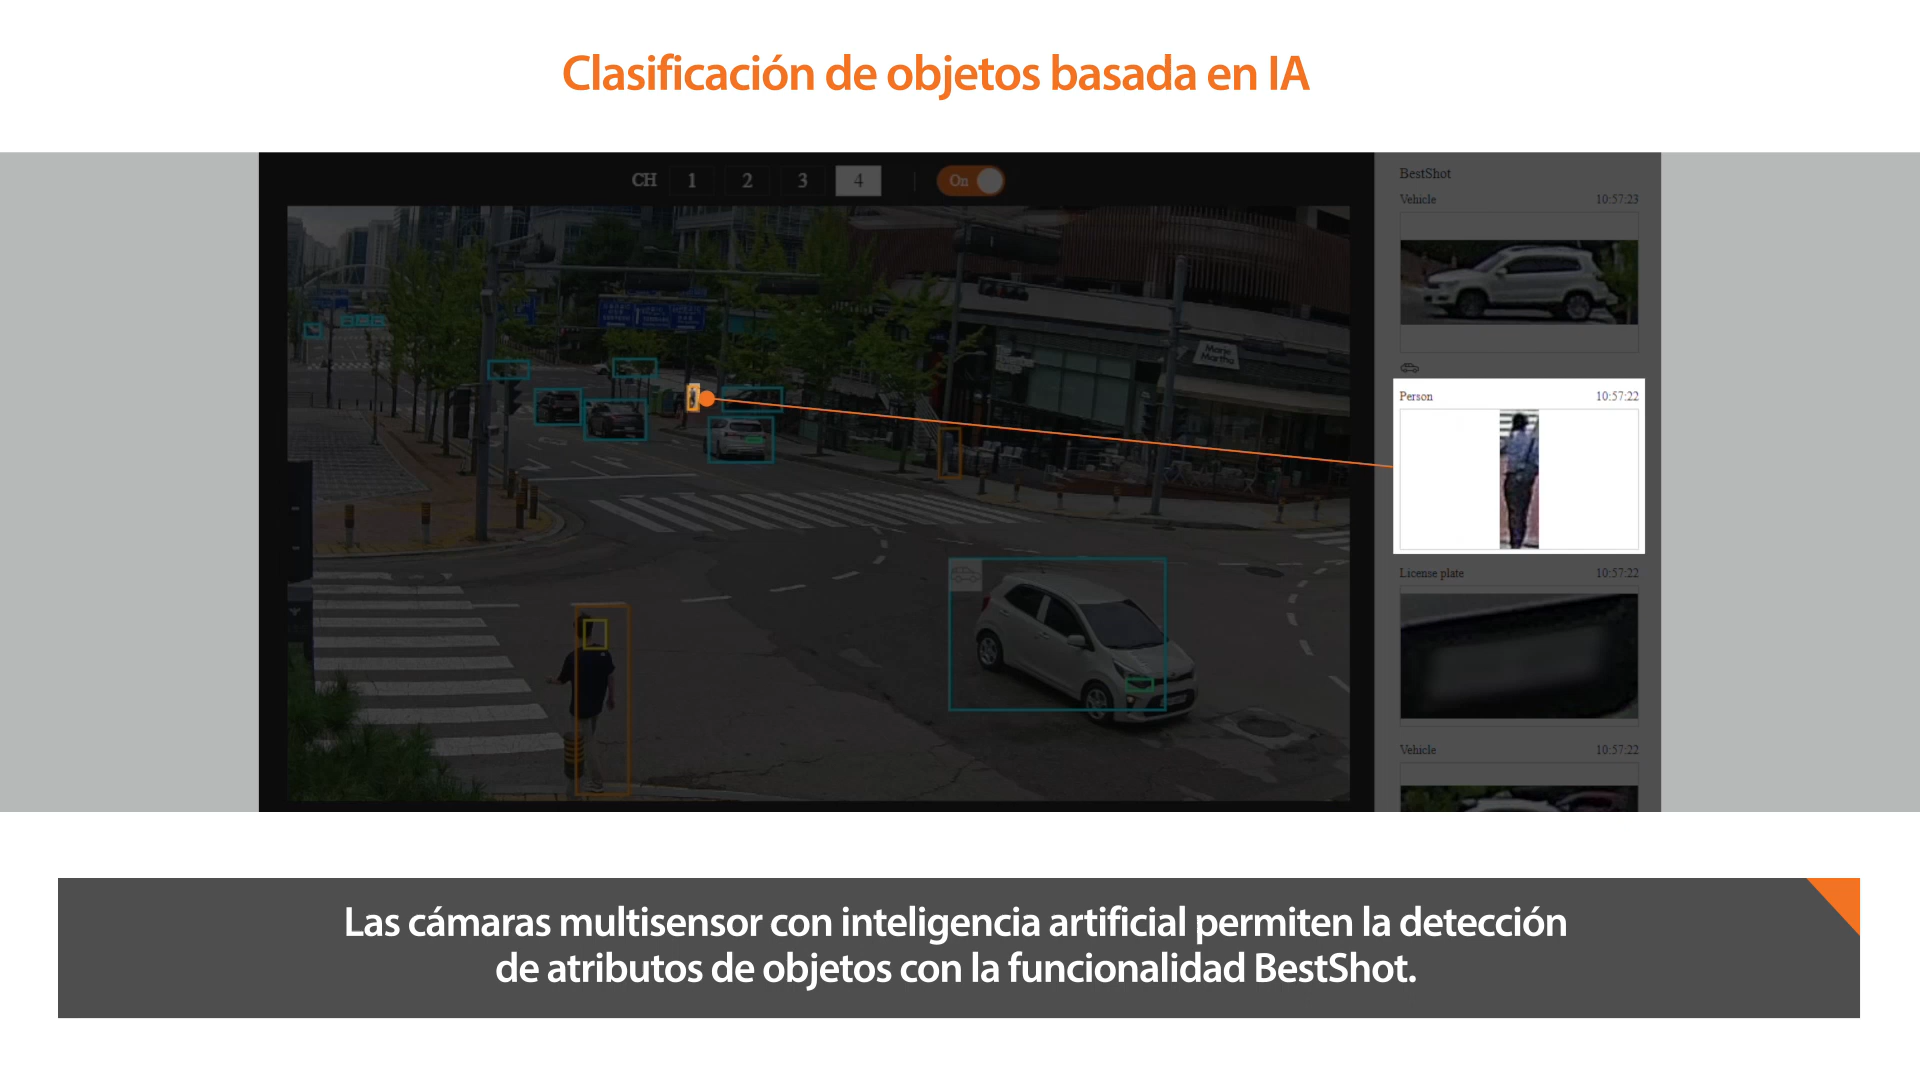 Clasificación de objetos basada en IA
CH 1 2 3 4 On
BestShot
Vehicle 10:57:23
Marie
Martha
Person 10:57:22
License plate 10:57:22
Vehicle 10:57:22
Las cámaras multisensor con inteligencia artificial permiten la detección
de atributos de objetos con la funcionalidad BestShot.